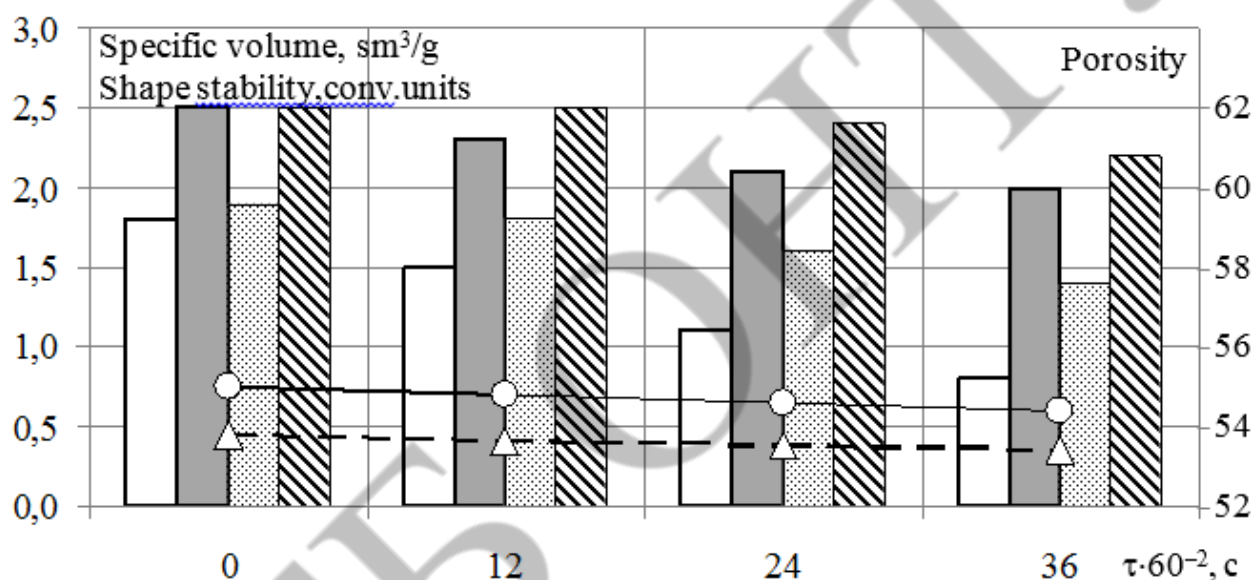 3,0
2,5
2,0
1,5
1,0
0,5
0,0
Specific volume, sm³/g
Shape stability,conv.units
Porosity
62
60
58
56
54
52
0 12 24 36 τ·60⁻², c
Б ОНТ